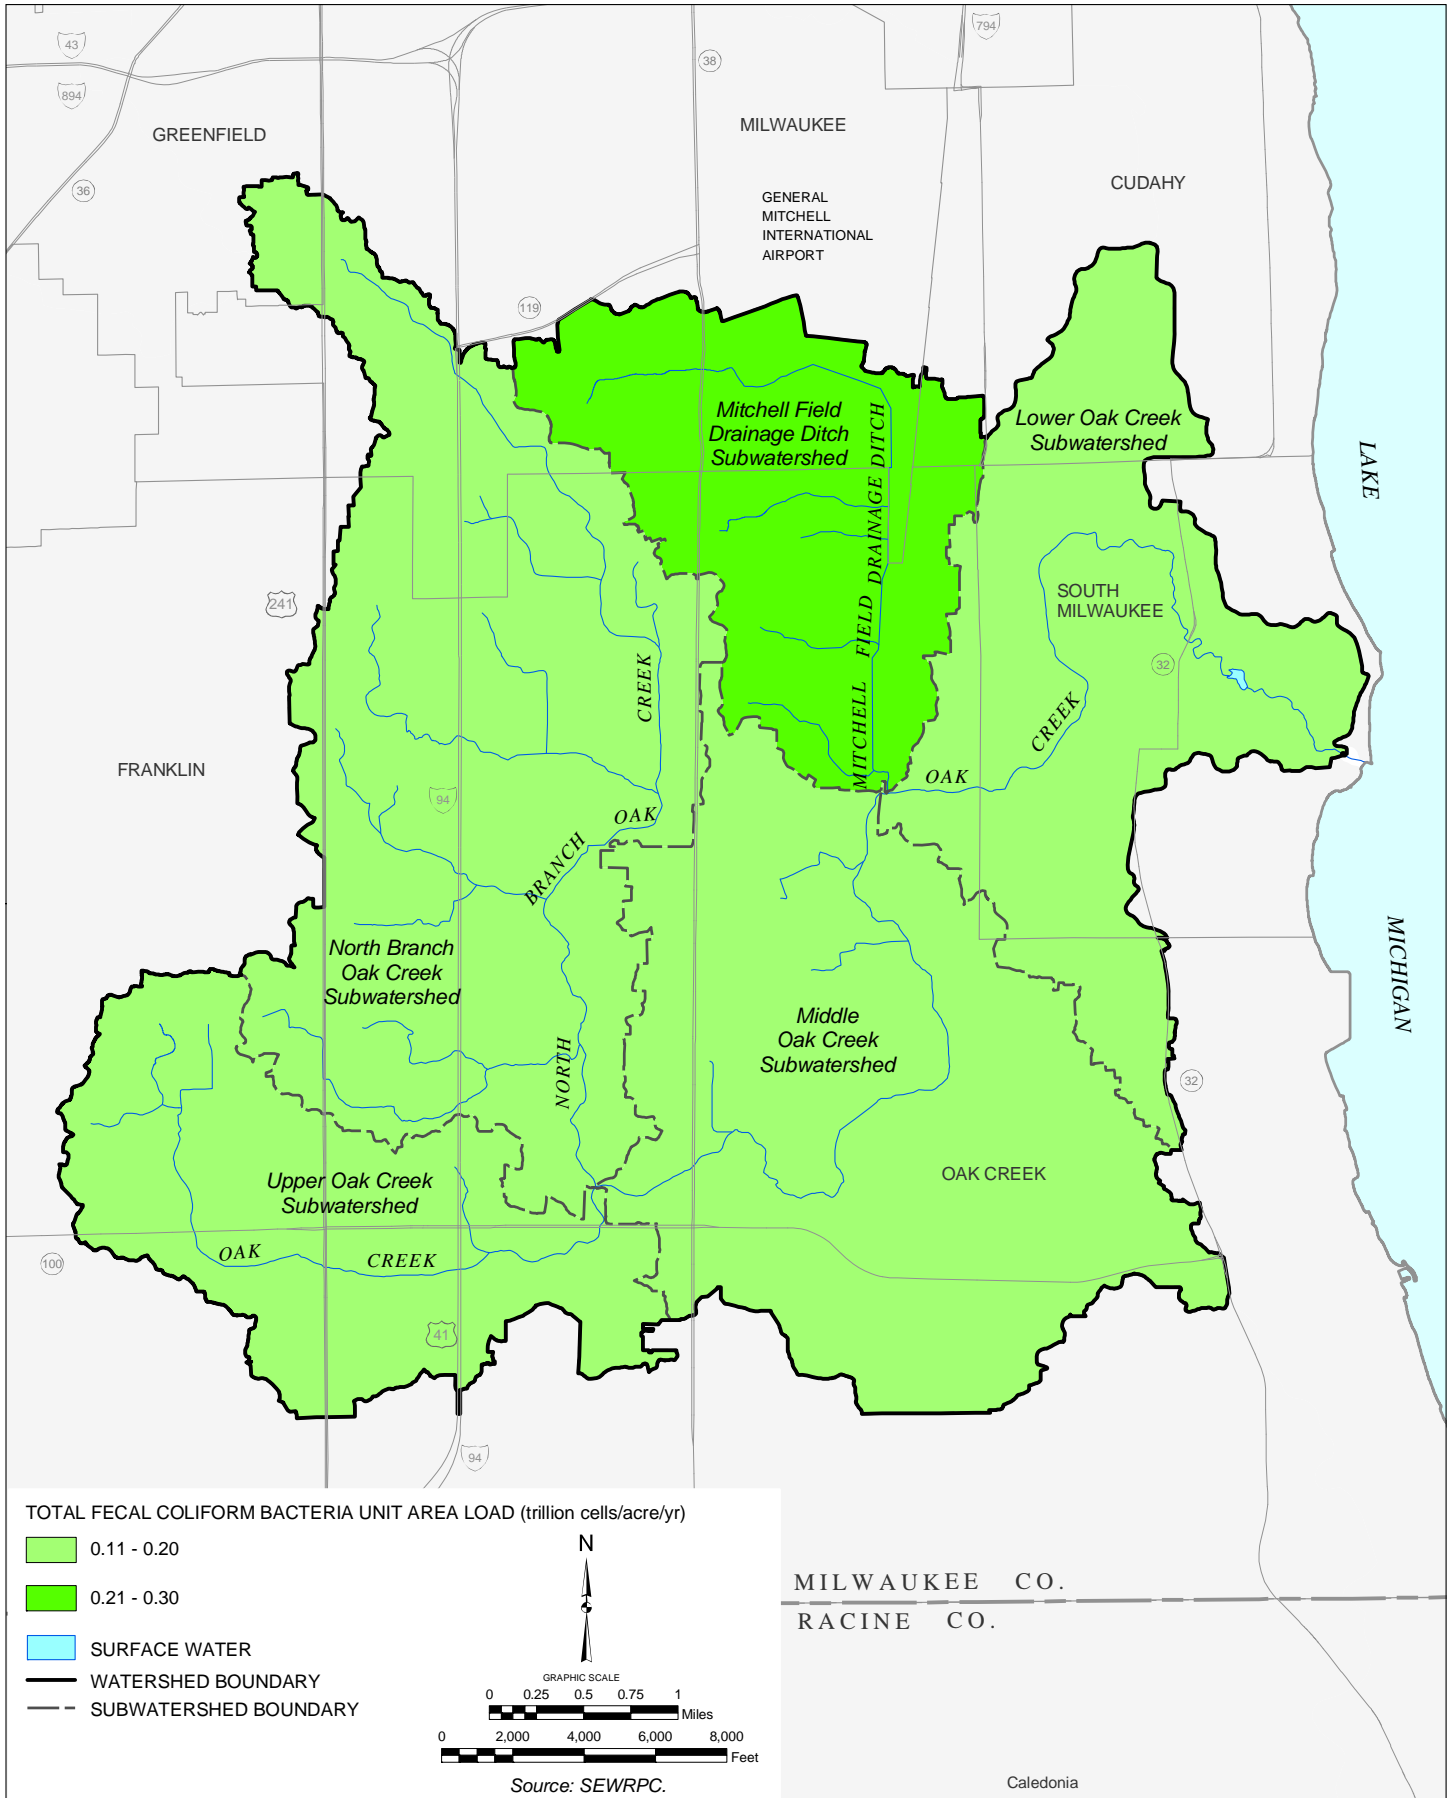 43
894
38
794
GREENFIELD
MILWAUKEE
CUDAHY
36
GENERAL
MITCHELL
INTERNATIONAL
AIRPORT
119
Mitchell Field
Drainage Ditch
Subwatershed
Lower Oak Creek
Subwatershed
LAKE
MICHIGAN
MITCHELL FIELD DRAINAGE DITCH
241
SOUTH
MILWAUKEE
32
CREEK
CREEK
OAK
FRANKLIN
94
OAK
BRANCH
NORTH
North Branch
Oak Creek
Subwatershed
Middle
Oak Creek
Subwatershed
32
OAK CREEK
Upper Oak Creek
Subwatershed
OAK
CREEK
100
41
94
TOTAL FECAL COLIFORM BACTERIA UNIT AREA LOAD (trillion cells/acre/yr)
0.11 - 0.20
0.21 - 0.30
SURFACE WATER
WATERSHED BOUNDARY
SUBWATERSHED BOUNDARY
N
GRAPHIC SCALE
0 0.25 0.5 0.75 1
Miles
0 2,000 4,000 6,000 8,000
Feet
Source: SEWRPC.
MILWAUKEE CO.
RACINE CO.
Caledonia